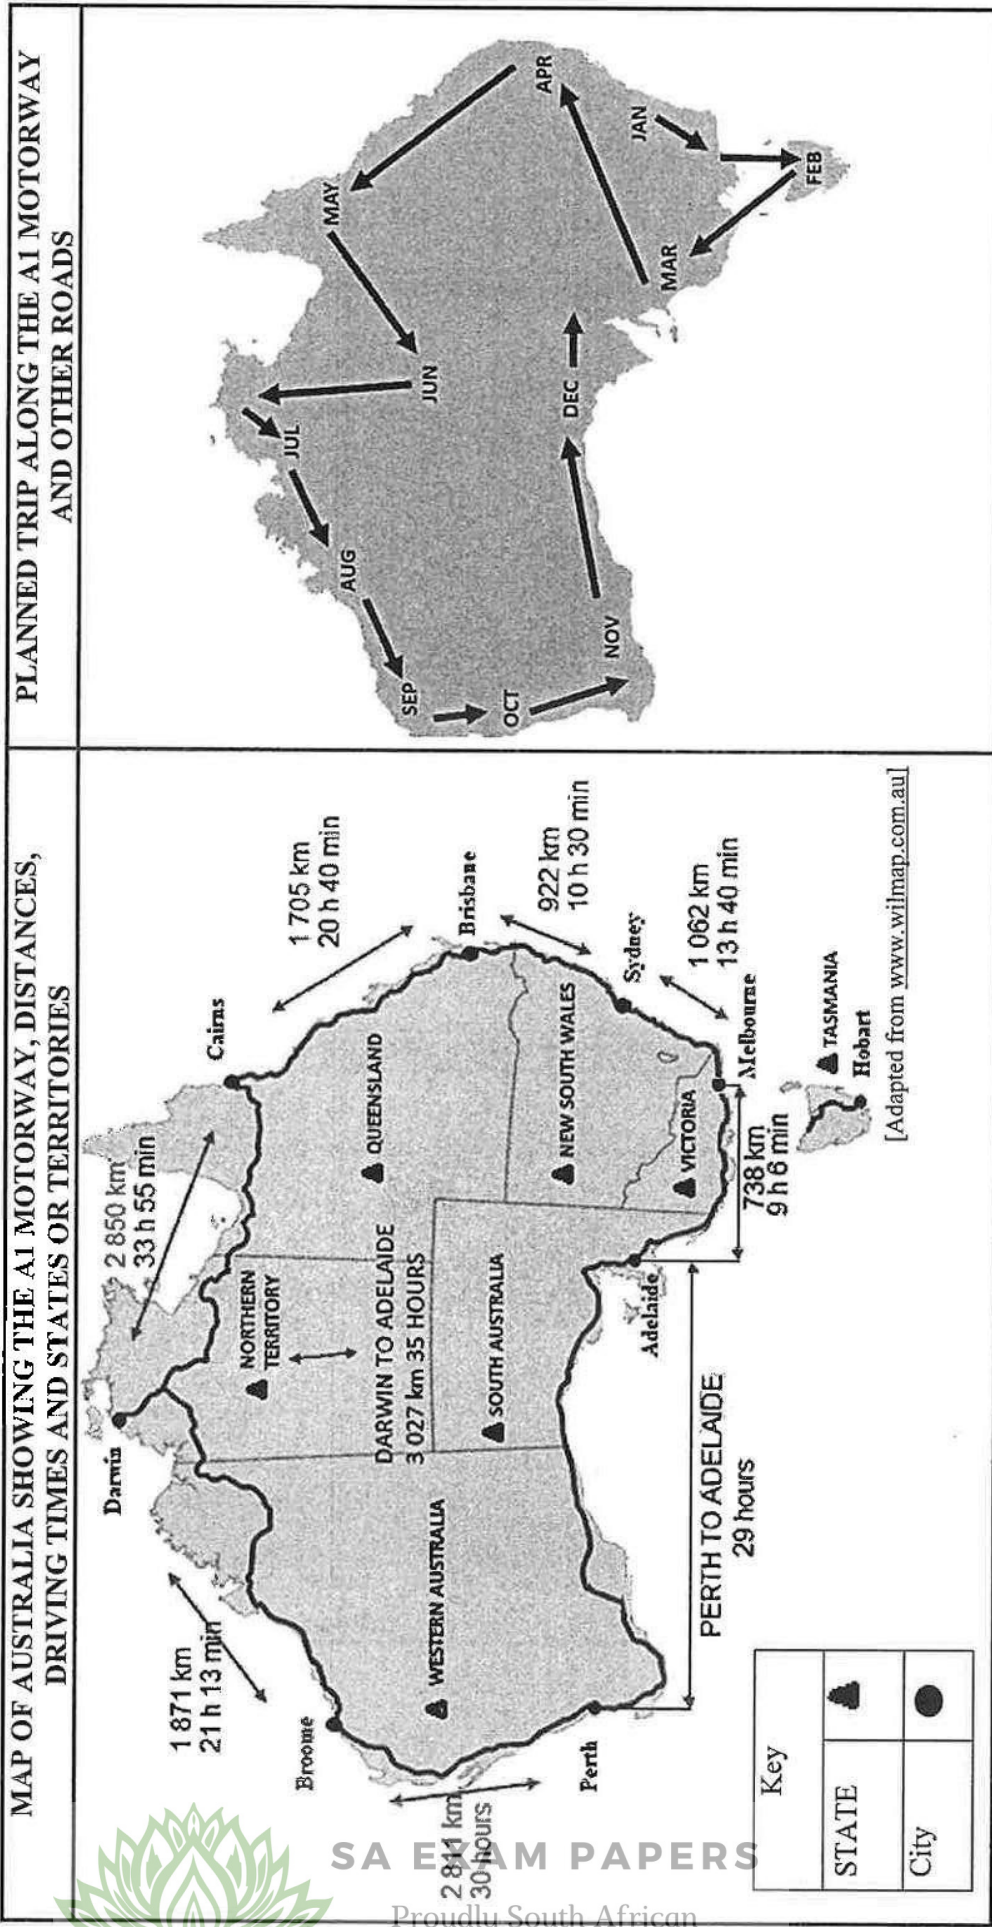 MAP OF AUSTRALIA SHOWING THE A1 MOTORWAY, DISTANCES,
DRIVING TIMES AND STATES OR TERRITORIES
1 871 km
21 h 13 min
Darwin
2 850 km
33 h 55 min
Cairns
1 705 km
20 h 40 min
Broome
NORTHERN
TERRITORY
QUEENSLAND
Brisbane
2 811 km
30 hours
WESTERN AUSTRALIA
DARWIN TO ADELAIDE
3 027 km 35 HOURS
SOUTH AUSTRALIA
NEW SOUTH WALES
922 km
10 h 30 min
Sydney
Perth
Adelaide
VICTORIA
1 062 km
13 h 40 min
Melbourne
PERTH TO ADELAIDE
29 hours
738 km
9 h 6 min
TASMANIA
Hobart
[Adapted from www.wilmap.com.au]
Key
STATE
City
PLANNED TRIP ALONG THE A1 MOTORWAY
AND OTHER ROADS
JAN
FEB
MAR
APR
MAY
JUN
JUL
AUG
SEP
OCT
NOV
DEC
SA EXAM PAPERS
Proudly South African